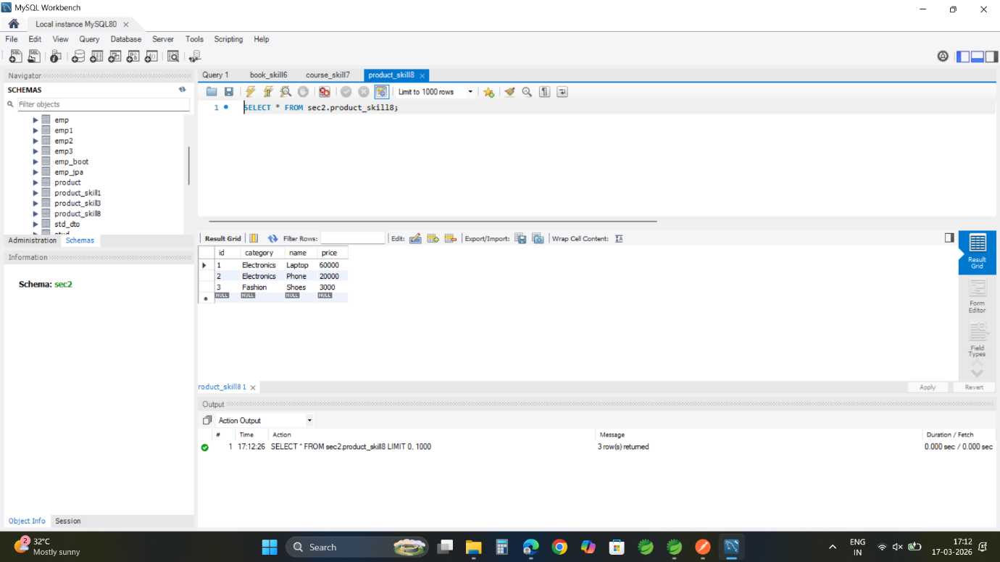 MySQL Workbench
Local instance MySQL80
File Edit View Query Database Server Tools Scripting Help
Navigator
SCHEMAS
Filter objects
emp
emp1
emp2
emp3
emp_boot
emp_jpa
product
product_skill1
product_skill3
product_skill8
std_dto
Administration Schemas
Information
Schema: sec2
Object Info Session
Query 1 book_skill6 course_skill7 product_skill8
Limit to 1000 rows
1 SELECT * FROM sec2.product_skill8;
Result Grid Filter Rows: Edit: Export/Import: Wrap Cell Content:
id category name price
1 Electronics Laptop 60000
2 Electronics Phone 20000
3 Fashion Shoes 3000
NULL NULL NULL NULL
Result
Grid
Form
Editor
Field
Types
roduct_skill8 1
Apply Revert
Output
Action Output
# Time Action Message Duration / Fetch
1 17:12:26 SELECT * FROM sec2.product_skill8 LIMIT 0, 1000 3 row(s) returned 0.000 sec / 0.000 sec
2
32°C
Mostly sunny
Search
ENG
IN
17:12
17-03-2026